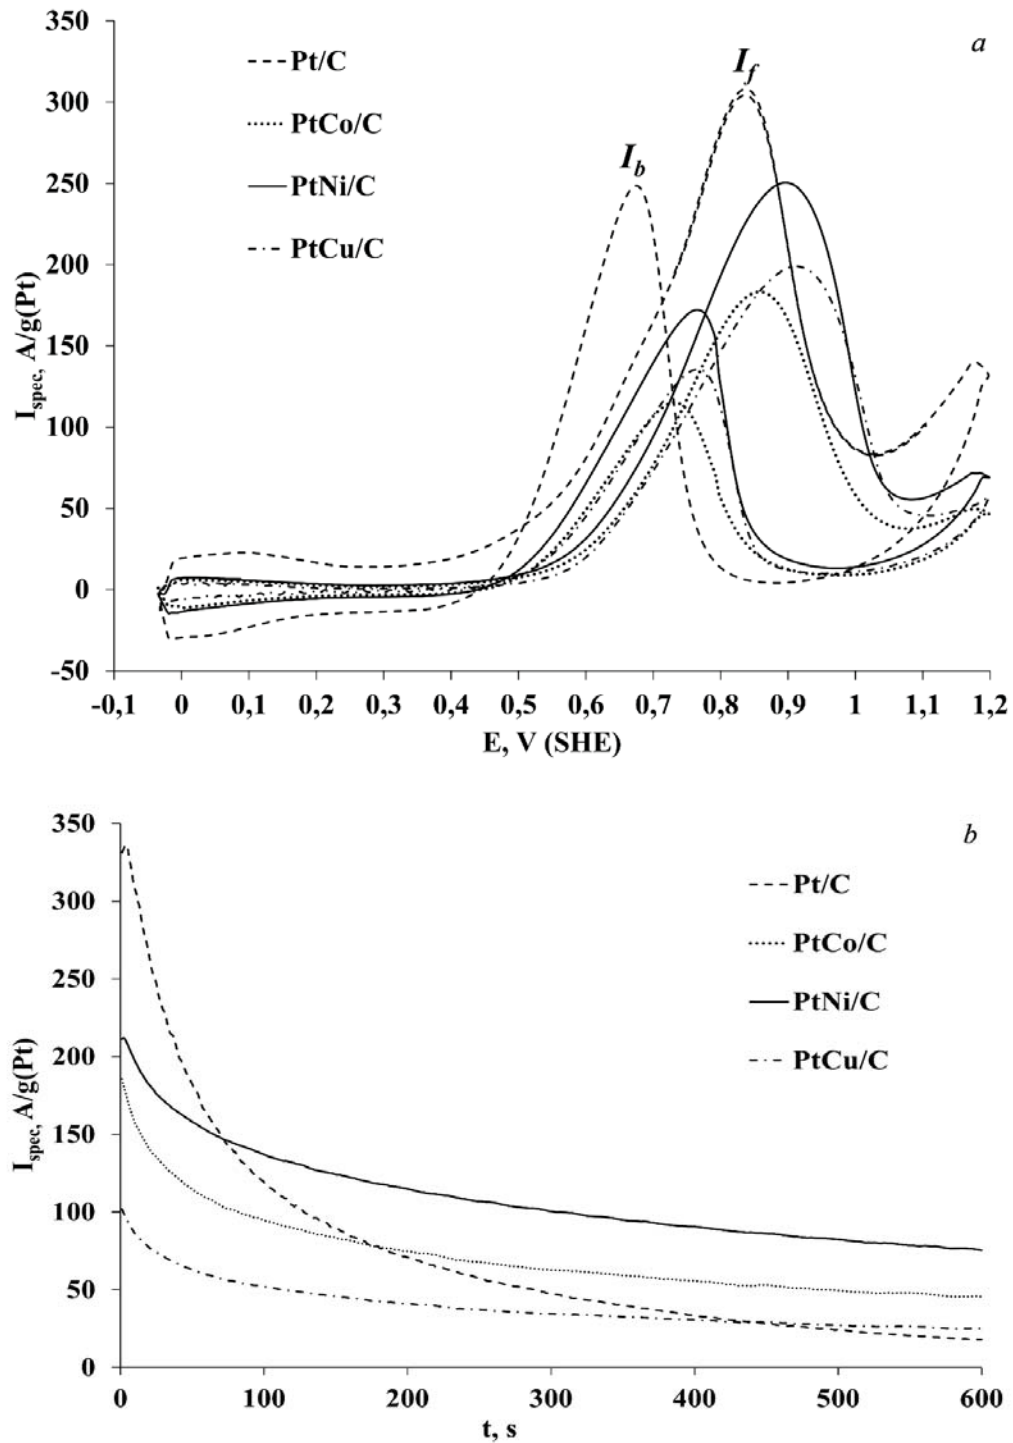 a
350
300
250
200
150
100
50
0
-50
I_spec, A/g(Pt)
Pt/C
PtCo/C
PtNi/C
PtCu/C
I_b
I_f
-0,1 0 0,1 0,2 0,3 0,4 0,5 0,6 0,7 0,8 0,9 1 1,1 1,2
E, V (SHE)
b
350
300
250
200
150
100
50
0
I_spec, A/g(Pt)
Pt/C
PtCo/C
PtNi/C
PtCu/C
0 100 200 300 400 500 600
t, s